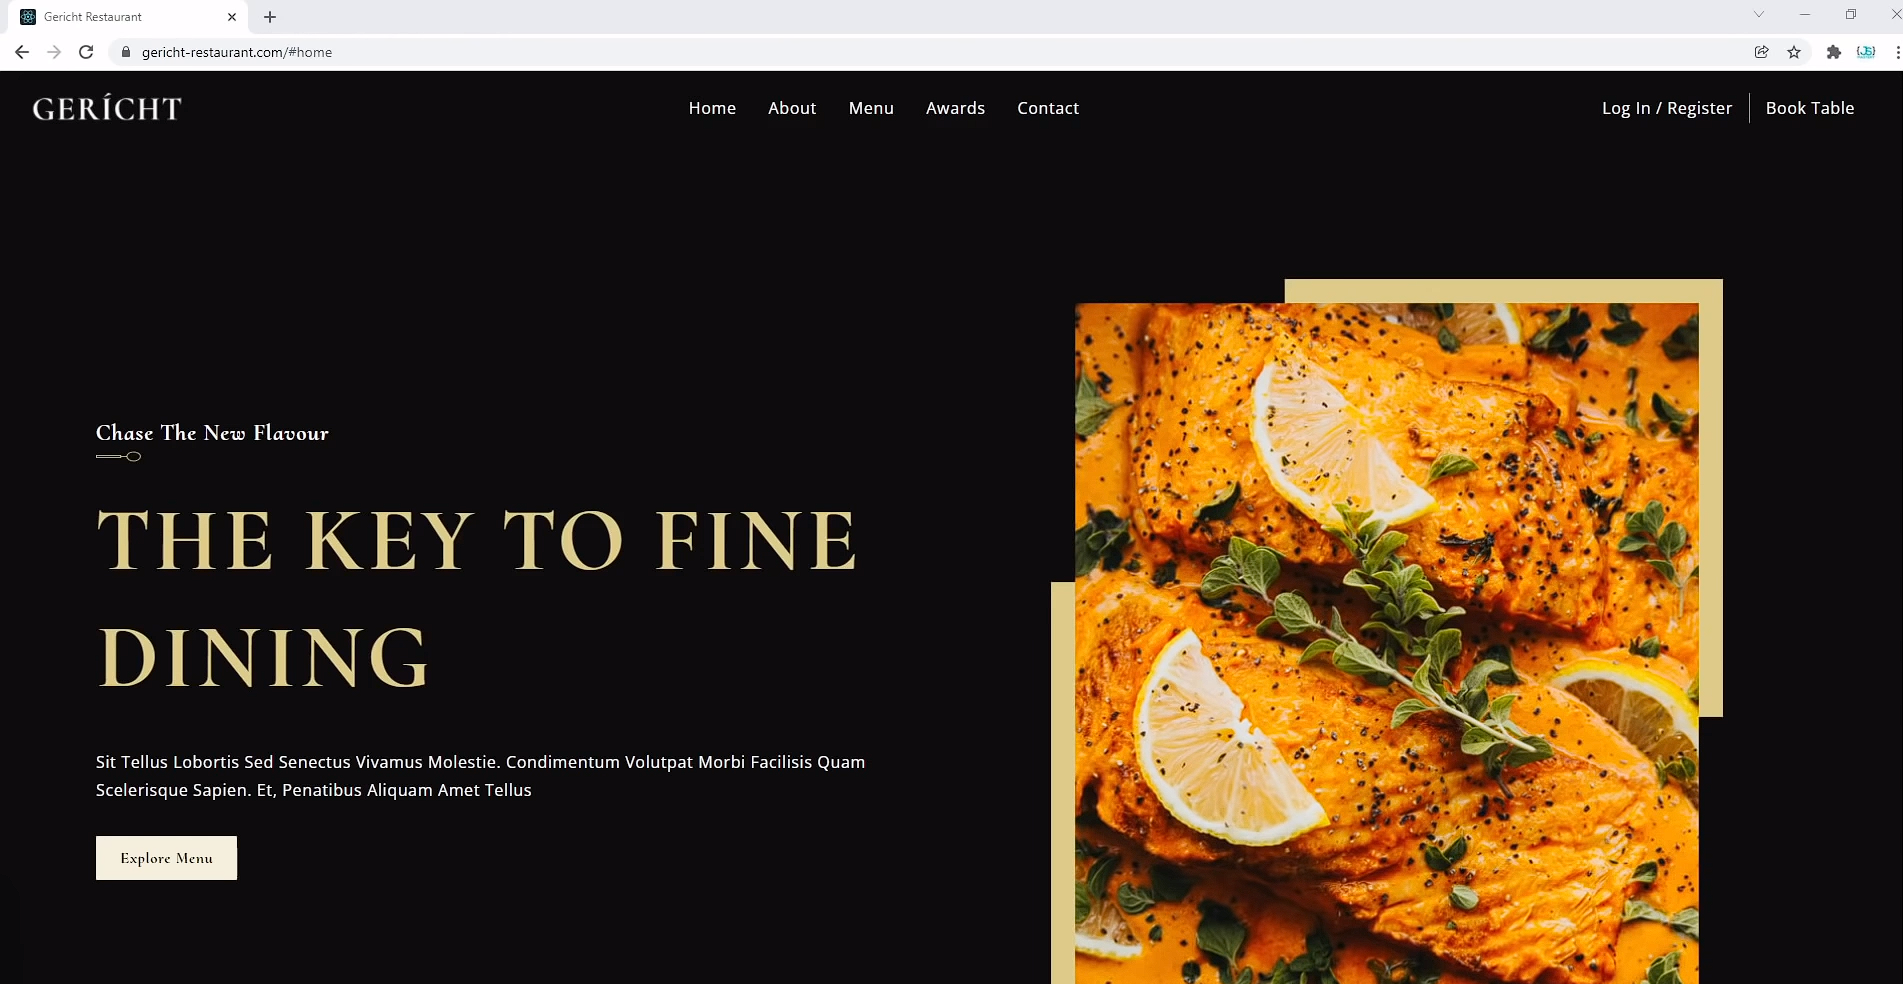 Gericht Restaurant
gericht-restaurant.com/#home
GERÍCHT
Home About Menu Awards Contact
Log In / Register Book Table
Chase The New Flavour
THE KEY TO FINE
DINING
Sit Tellus Lobortis Sed Senectus Vivamus Molestie. Condimentum Volutpat Morbi Facilisis Quam
Scelerisque Sapien. Et, Penatibus Aliquam Amet Tellus
Explore Menu